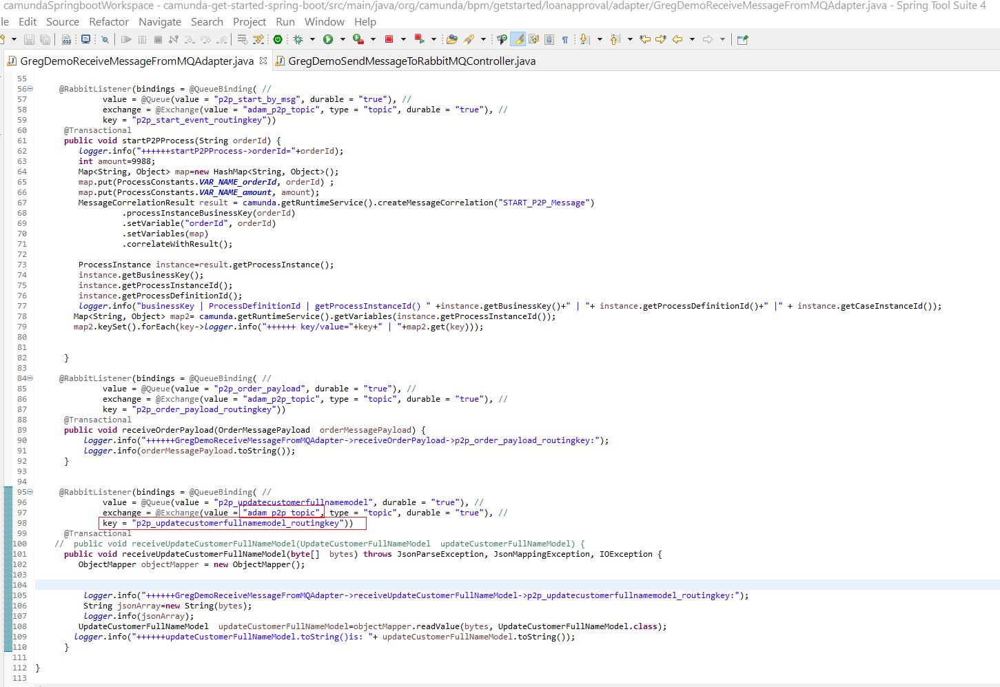 camundaSpringbootWorkspace - camunda-get-started-spring-boot/src/main/java/org/camunda/bpm/getstarted/loanapproval/adapter/GregDemoReceiveMessageFromMQAdapter.java - Spring Tool Suite 4
le Edit Source Refactor Navigate Search Project Run Window Help
GregDemoReceiveMessageFromMQAdapter.java GregDemoSendMessageToRabbitMQController.java
55
56 @RabbitListener(bindings = @QueueBinding( //
57 value = @Queue(value = "p2p_start_by_msg", durable = "true"), //
58 exchange = @Exchange(value = "adam_p2p_topic", type = "topic", durable = "true"), //
59 key = "p2p_start_event_routingkey"))
60 @Transactional
61 public void startP2PProcess(String orderId) {
62 logger.info("++++++startP2PProcess->orderId="+orderId);
63 int amount=9988;
64 Map<String, Object> map=new HashMap<String, Object>();
65 map.put(ProcessConstants.VAR_NAME_orderId, orderId) ;
66 map.put(ProcessConstants.VAR_NAME_amount, amount);
67 MessageCorrelationResult result = camunda.getRuntimeService().createMessageCorrelation("START_P2P_Message")
68 .processInstanceBusinessKey(orderId)
69 .setVariable("orderId", orderId)
70 .setVariables(map)
71 .correlateWithResult();
72
73 ProcessInstance instance=result.getProcessInstance();
74 instance.getBusinessKey();
75 instance.getProcessInstanceId();
76 instance.getProcessDefinitionId();
77 logger.info("businessKey | ProcessDefinitionId | getProcessInstanceId() " +instance.getBusinessKey()+" | "+ instance.getProcessDefinitionId()+" |" + instance.getCaseInstanceId());
78 Map<String, Object> map2= camunda.getRuntimeService().getVariables(instance.getProcessInstanceId());
79 map2.keySet().forEach(key->logger.info("++++++ key/value="+key+" | "+map2.get(key)));
80
81
82 }
83
84 @RabbitListener(bindings = @QueueBinding( //
85 value = @Queue(value = "p2p_order_payload", durable = "true"), //
86 exchange = @Exchange(value = "adam_p2p_topic", type = "topic", durable = "true"), //
87 key = "p2p_order_payload_routingkey"))
88 @Transactional
89 public void receiveOrderPayload(OrderMessagePayload orderMessagePayload) {
90 logger.info("++++++GregDemoReceiveMessageFromMQAdapter->receiveOrderPayload->p2p_order_payload_routingkey:");
91 logger.info(orderMessagePayload.toString());
92 }
93
94
95 @RabbitListener(bindings = @QueueBinding( //
96 value = @Queue(value = "p2p_updatecustomerfullnamemodel", durable = "true"), //
97 exchange = @Exchange(value = "adam_p2p_topic", type = "topic", durable = "true"), //
98 key = "p2p_updatecustomerfullnamemodel_routingkey"))
99 @Transactional
100 // public void receiveUpdateCustomerFullNameModel(UpdateCustomerFullNameModel updateCustomerFullNameModel) {
101 public void receiveUpdateCustomerFullNameModel(byte[] bytes) throws JsonParseException, JsonMappingException, IOException {
102 ObjectMapper objectMapper = new ObjectMapper();
103
104
105 logger.info("++++++GregDemoReceiveMessageFromMQAdapter->receiveUpdateCustomerFullNameModel->p2p_updatecustomerfullnamemodel_routingkey:");
106 String jsonArray=new String(bytes);
107 logger.info(jsonArray);
108 UpdateCustomerFullNameModel updateCustomerFullNameModel=objectMapper.readValue(bytes, UpdateCustomerFullNameModel.class);
109 logger.info("++++++updateCustomerFullNameModel.toString()is: "+ updateCustomerFullNameModel.toString());
110 }
111
112 }
113